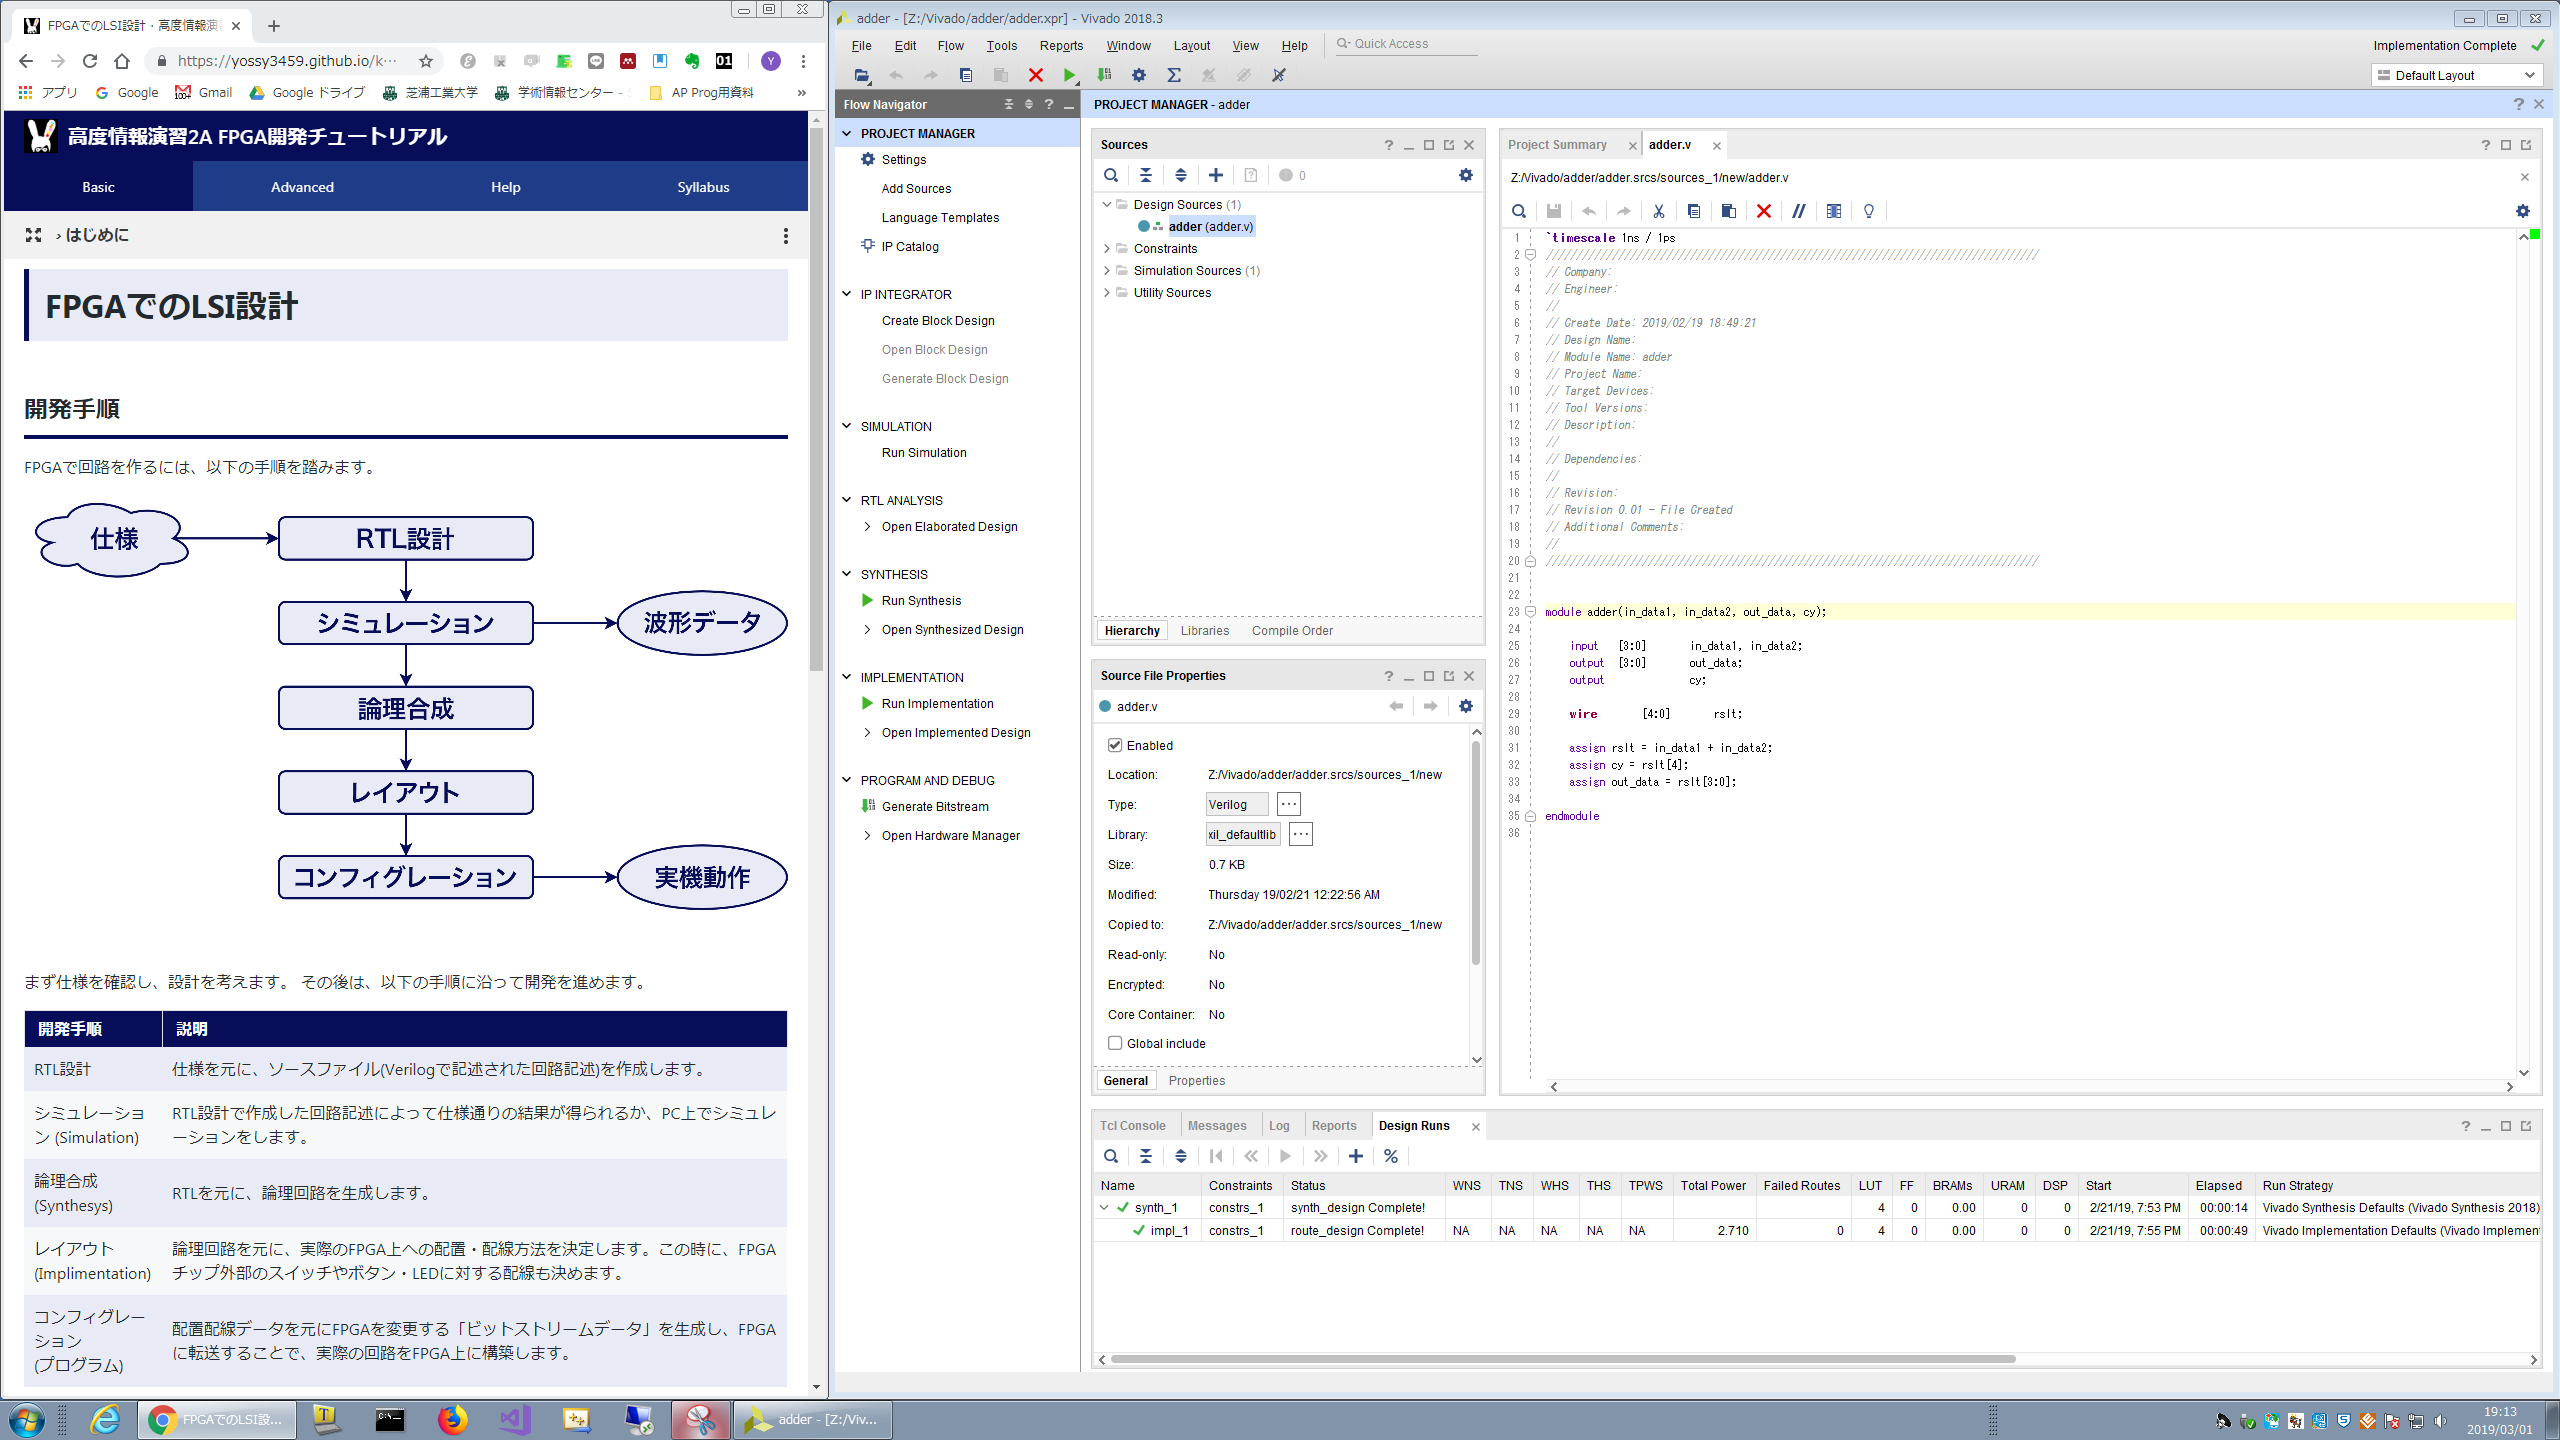 FPGAでのLSI設計・高度情報演
https://yossy3459.github.io/k…
アプリ Google Gmail Google ドライブ 芝浦工業大学 学術情報センター - AP Prog用資料 »
高度情報演習2A FPGA開発チュートリアル
Basic Advanced Help Syllabus
› はじめに
FPGAでのLSI設計
開発手順
FPGAで回路を作るには、以下の手順を踏みます。
仕様 RTL設計
シミュレーション 波形データ
論理合成
レイアウト
コンフィグレーション 実機動作
まず仕様を確認し、設計を考えます。 その後は、以下の手順に沿って開発を進めます。
開発手順 説明
RTL設計 仕様を元に、ソースファイル(Verilogで記述された回路記述)を作成します。
シミュレーショ
ン (Simulation)
RTL設計で作成した回路記述によって仕様通りの結果が得られるか、PC上でシミュレ
ーションをします。
論理合成
(Synthesys)
RTLを元に、論理回路を生成します。
レイアウト
(Implimentation)
論理回路を元に、実際のFPGA上への配置・配線方法を決定します。この時に、FPGA
チップ外部のスイッチやボタン・LEDに対する配線も決めます。
コンフィグレー
ション
(プログラム)
配置配線データを元にFPGAを変更する「ビットストリームデータ」を生成し、FPGA
に転送することで、実際の回路をFPGA上に構築します。
adder - [Z:/Vivado/adder/adder.xpr] - Vivado 2018.3
File Edit Flow Tools Reports Window Layout View Help Quick Access
Implementation Complete
Default Layout
Flow Navigator
PROJECT MANAGER
Settings
Add Sources
Language Templates
IP Catalog
IP INTEGRATOR
Create Block Design
Open Block Design
Generate Block Design
SIMULATION
Run Simulation
RTL ANALYSIS
Open Elaborated Design
SYNTHESIS
Run Synthesis
Open Synthesized Design
IMPLEMENTATION
Run Implementation
Open Implemented Design
PROGRAM AND DEBUG
Generate Bitstream
Open Hardware Manager
PROJECT MANAGER - adder
Sources
0
Design Sources (1)
adder (adder.v)
Constraints
Simulation Sources (1)
Utility Sources
Hierarchy Libraries Compile Order
Source File Properties
adder.v
Enabled
Location: Z:/Vivado/adder/adder.srcs/sources_1/new
Type: Verilog
Library: xil_defaultlib
Size: 0.7 KB
Modified: Thursday 19/02/21 12:22:56 AM
Copied to: Z:/Vivado/adder/adder.srcs/sources_1/new
Read-only: No
Encrypted: No
Core Container: No
Global include
General Properties
Project Summary adder.v
Z:/Vivado/adder/adder.srcs/sources_1/new/adder.v
1 `timescale 1ns / 1ps
2 //////////////////////////////////////////////////////////////////////////////////
3 // Company:
4 // Engineer:
5 //
6 // Create Date: 2019/02/19 18:49:21
7 // Design Name:
8 // Module Name: adder
9 // Project Name:
10 // Target Devices:
11 // Tool Versions:
12 // Description:
13 //
14 // Dependencies:
15 //
16 // Revision:
17 // Revision 0.01 - File Created
18 // Additional Comments:
19 //
20 //////////////////////////////////////////////////////////////////////////////////
21
22
23 module adder(in_data1, in_data2, out_data, cy);
24
25 input [3:0] in_data1, in_data2;
26 output [3:0] out_data;
27 output cy;
28
29 wire [4:0] rslt;
30
31 assign rslt = in_data1 + in_data2;
32 assign cy = rslt[4];
33 assign out_data = rslt[3:0];
34
35 endmodule
36
Tcl Console Messages Log Reports Design Runs
Name Constraints Status WNS TNS WHS THS TPWS Total Power Failed Routes LUT FF BRAMs URAM DSP Start Elapsed Run Strategy
synth_1 constrs_1 synth_design Complete! 4 0 0.00 0 0 2/21/19, 7:53 PM 00:00:14 Vivado Synthesis Defaults (Vivado Synthesis 2018)
impl_1 constrs_1 route_design Complete! NA NA NA NA NA 2.710 0 4 0 0.00 0 0 2/21/19, 7:55 PM 00:00:49 Vivado Implementation Defaults (Vivado Implemen
FPGAでのLSI設... adder - [Z:/Viv...
19:13
2019/03/01